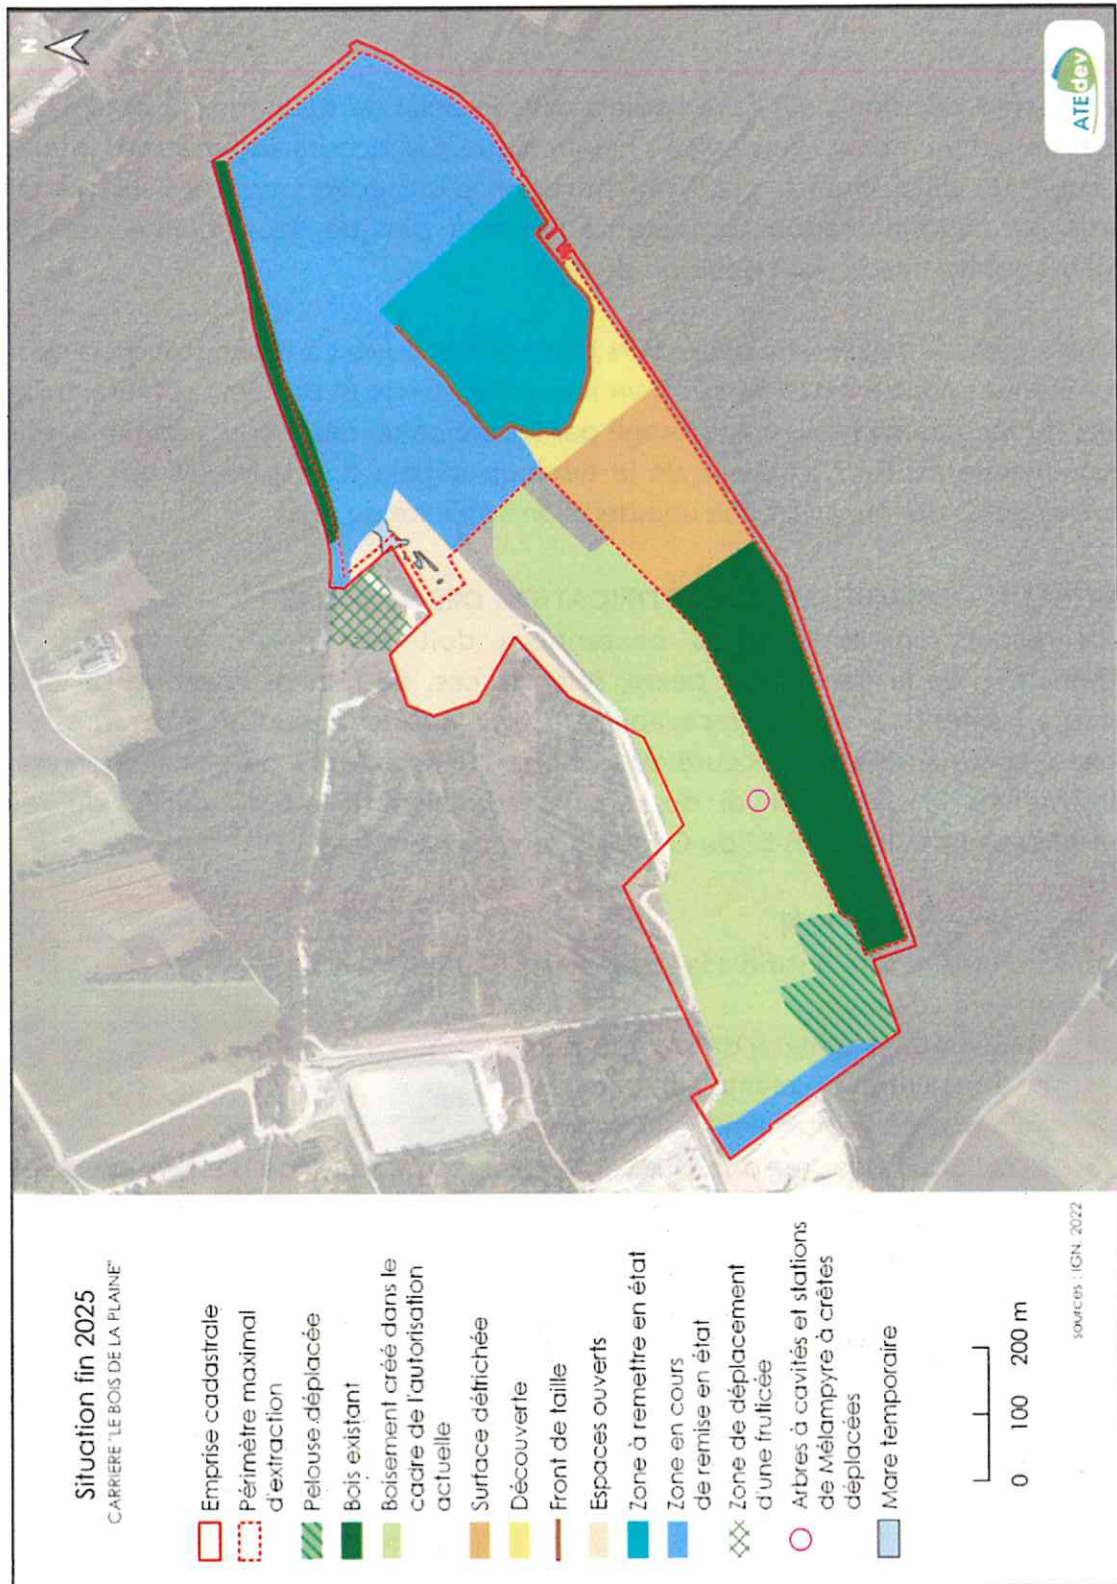 Situation fin 2025
CARRIERE "LE BOIS DE LA PLAINE"
Emprise cadastrale
Périmètre maximal
d'extraction
Pelouse déplacée
Bois existant
Boisement créé dans le
cadre de l'autorisation
actuelle
Surface défrichée
Découverte
Front de taille
Espaces ouverts
Zone à remettre en état
Zone en cours
de remise en état
Zone de déplacement
d'une fruticée
Arbres à cavités et stations
de Mélampyre à crêtes
déplacées
Mare temporaire
0 100 200 m
sources : IGN, 2022
N
ATEdev